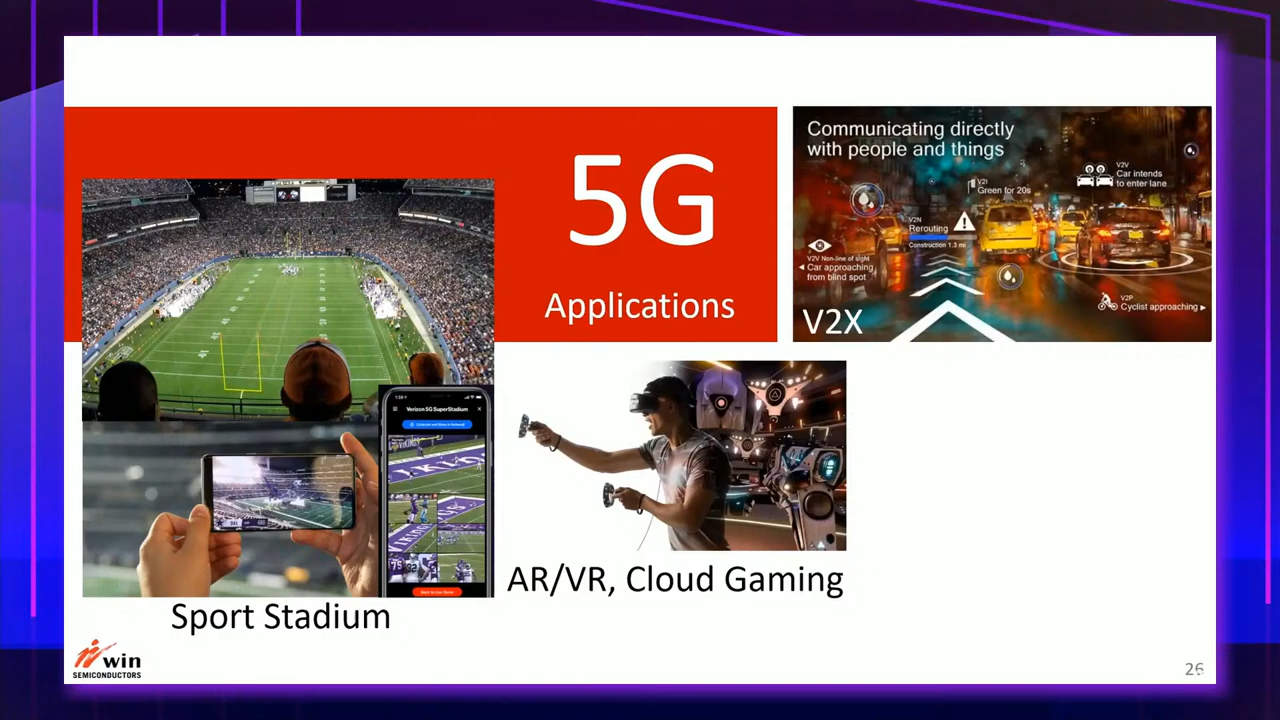 5G
Applications
Communicating directly
with people and things
V2V
Car intends
to enter lane
V2I
Green for 20s
V2N
Rerouting
Construction 1.3 mi
V2V Non-line of sight
Car approaching
from blind spot
V2P
Cyclist approaching
V2X
Verizon 5G SuperStadium
DAL
AR/VR, Cloud Gaming
Sport Stadium
win
SEMICONDUCTORS
26